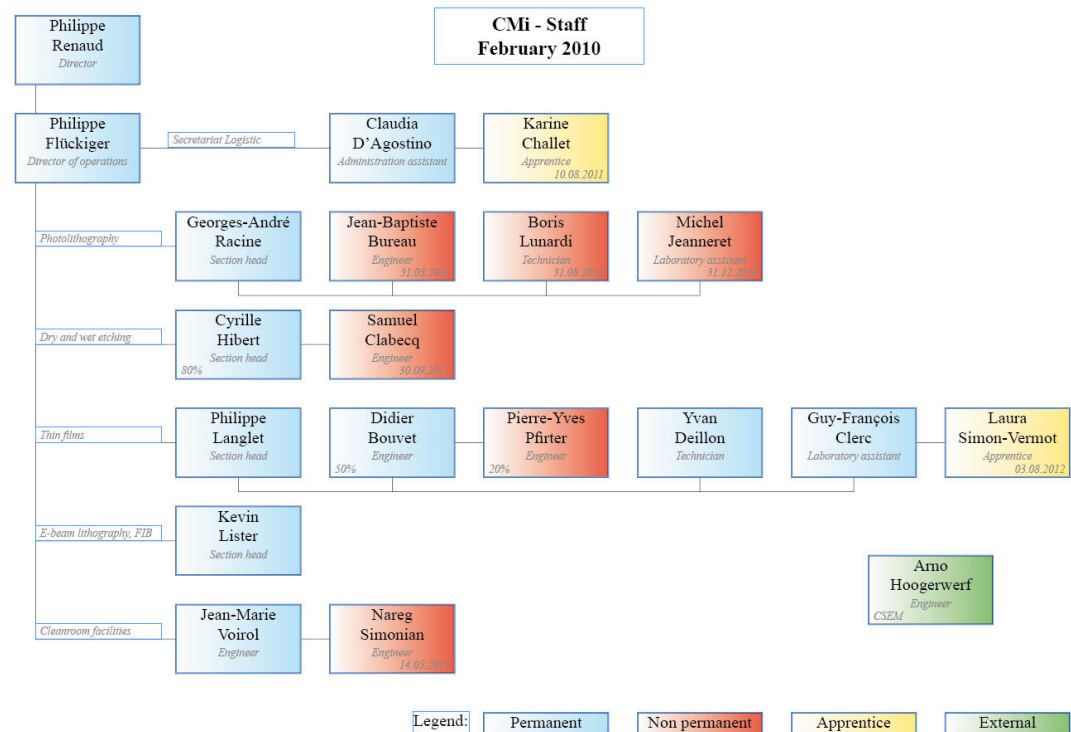 Philippe
Renaud
Director
CMi - Staff
February 2010
Philippe
Flückiger
Director of operations
Secretariat Logistic
Claudia
D'Agostino
Administration assistant
Karine
Challet
Apprentice
10.08.2011
Photolithography
Georges-André
Racine
Section head
Jean-Baptiste
Bureau
Engineer
Boris
Lunardi
Technician
Michel
Jeanneret
Laboratory assistant
Dry and wet etching
Cyrille
Hibert
Section head
80%
Samuel
Clabecq
Engineer
Thin films
Philippe
Langlet
Section head
Didier
Bouvet
Engineer
50%
Pierre-Yves
Pfirter
Engineer
20%
Yvan
Deillon
Technician
Guy-François
Clerc
Laboratory assistant
Laura
Simon-Vermot
Apprentice
03.08.2012
E-beam lithography, FIB
Kevin
Lister
Section head
Arno
Hoogerwerf
Engineer
CSEM
Cleanroom facilities
Jean-Marie
Voirol
Engineer
Nareg
Simonian
Engineer
Legend:
Permanent
Non permanent
Apprentice
External